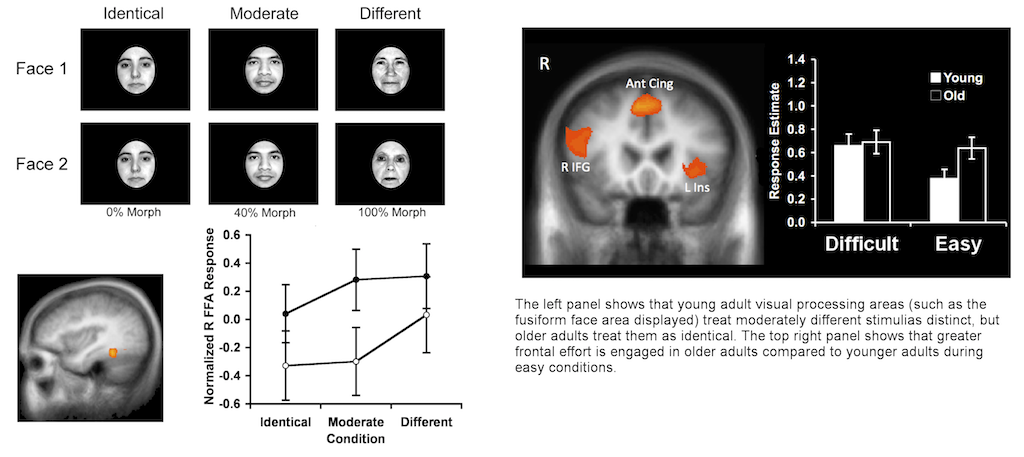 Identical Moderate Different
Face 1
Face 2
0% Morph 40% Morph 100% Morph
Normalized R FFA Response
0.6
0.4
0.2
0.0
-0.2
-0.4
-0.6
Identical Moderate Different
Condition
R
Ant Cing
R IFG
L Ins
Response Estimate
1.4
1.2
1.0
0.8
0.6
0.4
0.2
0.0
Young
Old
Difficult Easy
The left panel shows that young adult visual processing areas (such as the
fusiform face area displayed) treat moderately different stimulias distinct, but
older adults treat them as identical. The top right panel shows that greater
frontal effort is engaged in older adults compared to younger adults during
easy conditions.